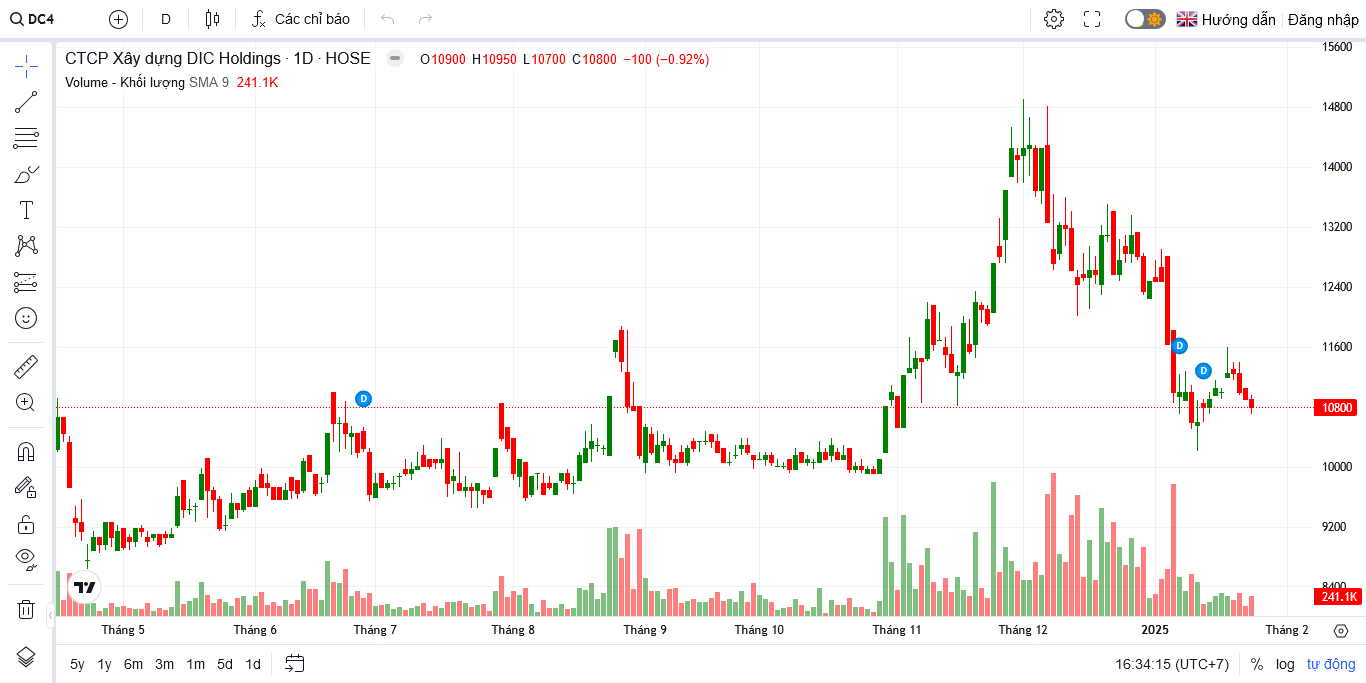 DC4 D Các chỉ báo Hướng dẫn Đăng nhập
CTCP Xây dựng DIC Holdings · 1D · HOSE O10900 H10950 L10700 C10800 −100 (−0.92%)
Volume - Khối lượng SMA 9 241.1K
15600
14800
14000
13200
12400
11600
10800
10000
9200
8400
241.1K
D
D
D
Tháng 5 Tháng 6 Tháng 7 Tháng 8 Tháng 9 Tháng 10 Tháng 11 Tháng 12 2025 Tháng 2
5y 1y 6m 3m 1m 5d 1d 16:34:15 (UTC+7) % log tự động